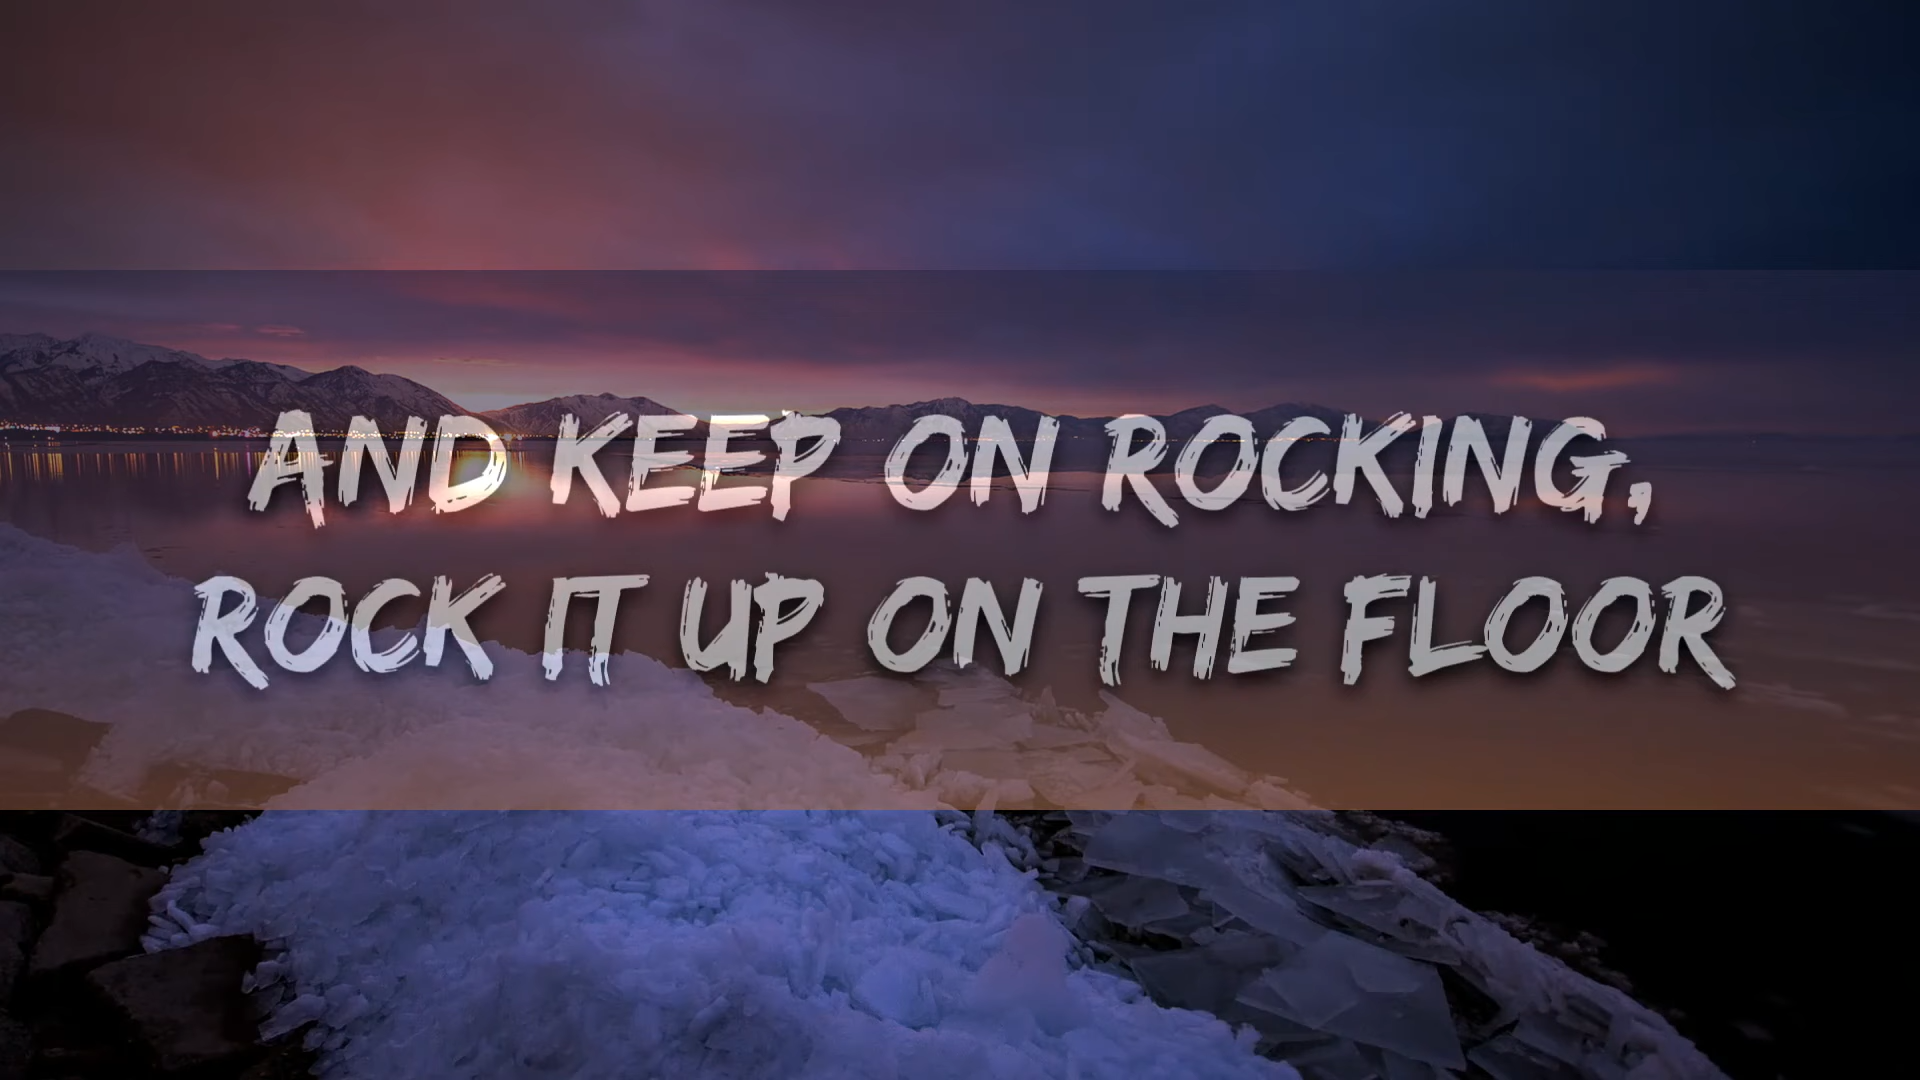 AND KEEP ON ROCKING,
ROCK IT UP ON THE FLOOR